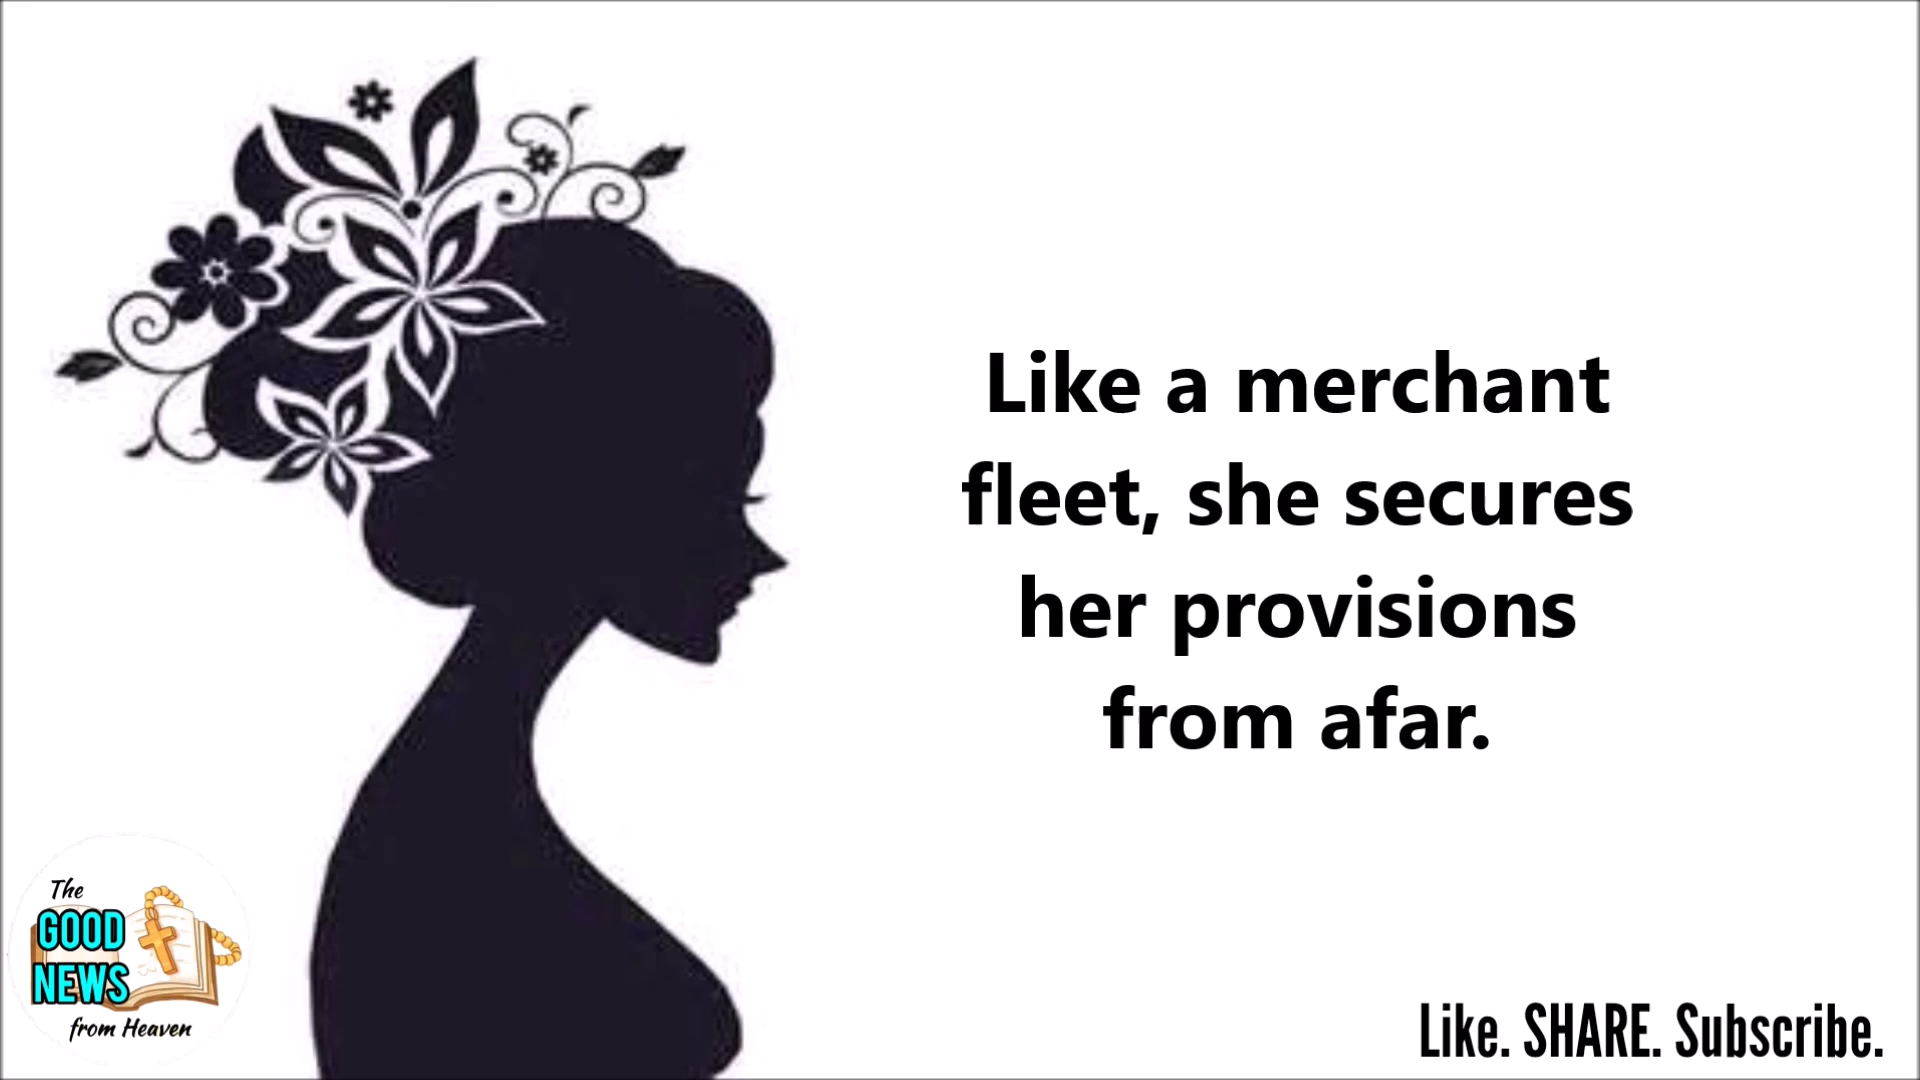 Like a merchant
fleet, she secures
her provisions
from afar.
The
GOOD
NEWS
from Heaven
Like. SHARE. Subscribe.